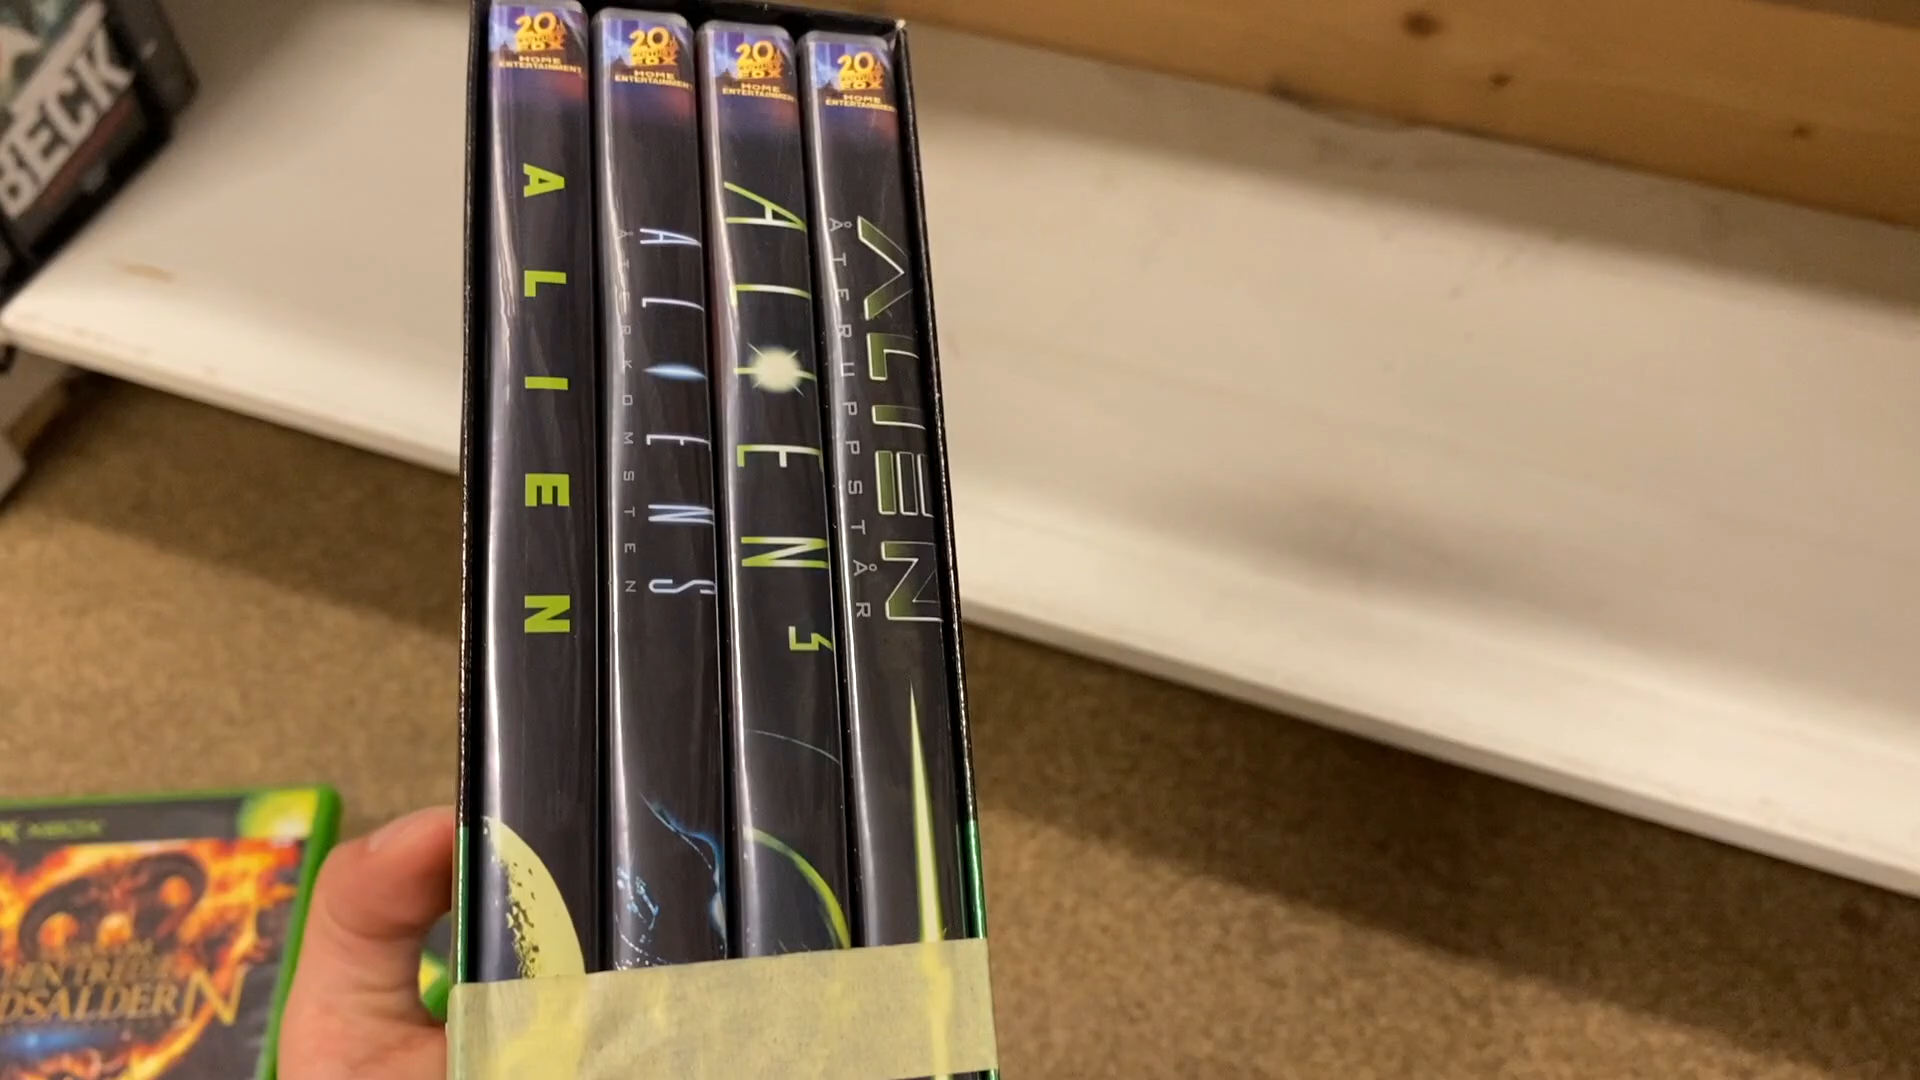 BECK
20th
CENTURY
FOX
HOME
ENTERTAINMENT
ALIEN
20th
CENTURY
FOX
HOME
ENTERTAINMENT
ALIENS
ÅTERKOMSTEN
20th
CENTURY
FOX
HOME
ENTERTAINMENT
ALIEN 3
20th
CENTURY
FOX
HOME
ENTERTAINMENT
ALIEN
ÅTERUPPSTÅR
XBOX